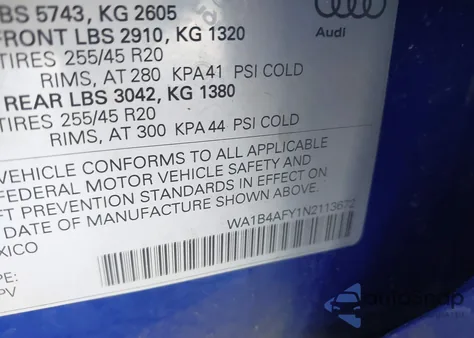 BS 5743, KG 2605
FRONT LBS 2910, KG 1320
TIRES 255/45 R20
RIMS, AT 280 KPA 41 PSI COLD
REAR LBS 3042, KG 1380
TIRES 255/45 R20
RIMS, AT 300 KPA 44 PSI COLD
VEHICLE CONFORMS TO ALL APPLICABLE
FEDERAL MOTOR VEHICLE SAFETY AND
FT PREVENTION STANDARDS IN EFFECT ON
DATE OF MANUFACTURE SHOWN ABOVE.
XICO
WA1B4AFY1N2113672
PE:
PV
Audi
autosnap